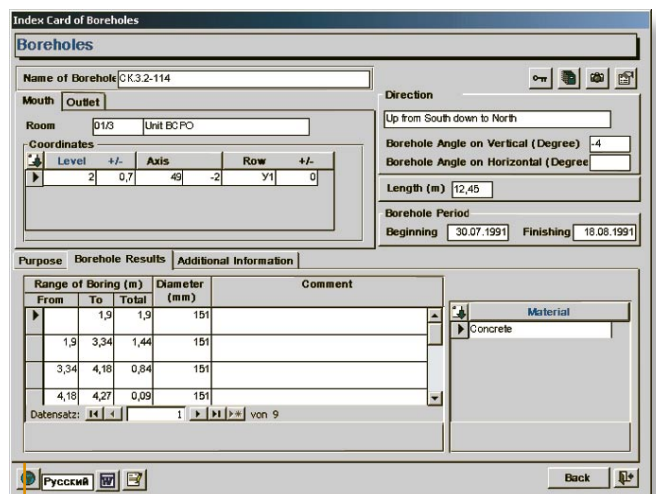 Index Card of Boreholes
Boreholes
Name of Borehole СК.3.2-114
Mouth Outlet
Room 01/3 Unit BC PO
Coordinates
Level +/- Axis Row +/-
2 0,7 49 -2 У1 0
Direction
Up from South down to North
Borehole Angle on Vertical (Degree) -4
Borehole Angle on Horizontal (Degree
Length (m) 12,45
Borehole Period
Beginning 30.07.1991 Finishing 18.08.1991
Purpose Borehole Results Additional Information
Range of Boring (m) Diameter (mm) Comment
From To Total
1,9 1,9 151
1,9 3,34 1,44 151
3,34 4,18 0,84 151
4,18 4,27 0,09 151
Material
Concrete
Datensatz: 1 von 9
Русский W Back